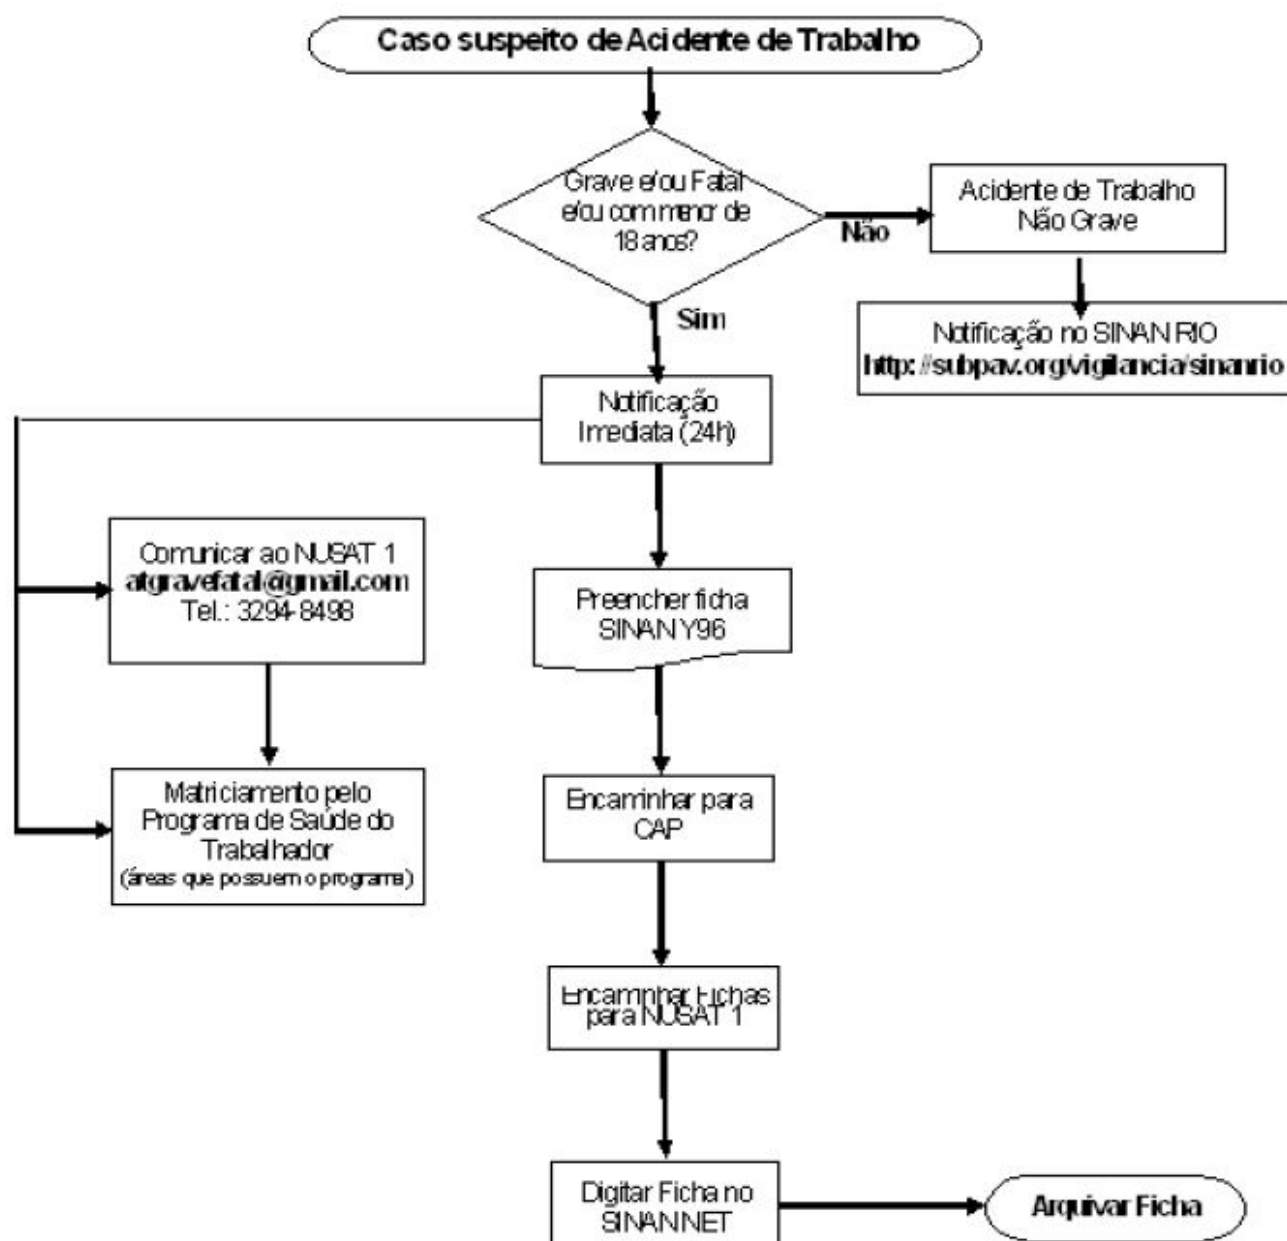 Caso suspeito de Acidente de Trabalho
Grave e/ou Fatal
e/ou com menor de
18 anos?
Não
Acidente de Trabalho
Não Grave
Sim
Notificação no SINAN RIO
http://subpav.org/vigilancia/sinanrio
Notificação
Imediata (24h)
Comunicar ao NUSAT 1
atgravefatal@gmail.com
Tel.: 3294-8498
Preencher ficha
SINAN Y96
Matriciamento pelo
Programa de Saúde do
Trabalhador
(áreas que possuem o programa)
Encaminhar para
CAP
Encaminhar Fichas
para NUSAT 1
Digitar Ficha no
SINAN NET
Arquivar Ficha